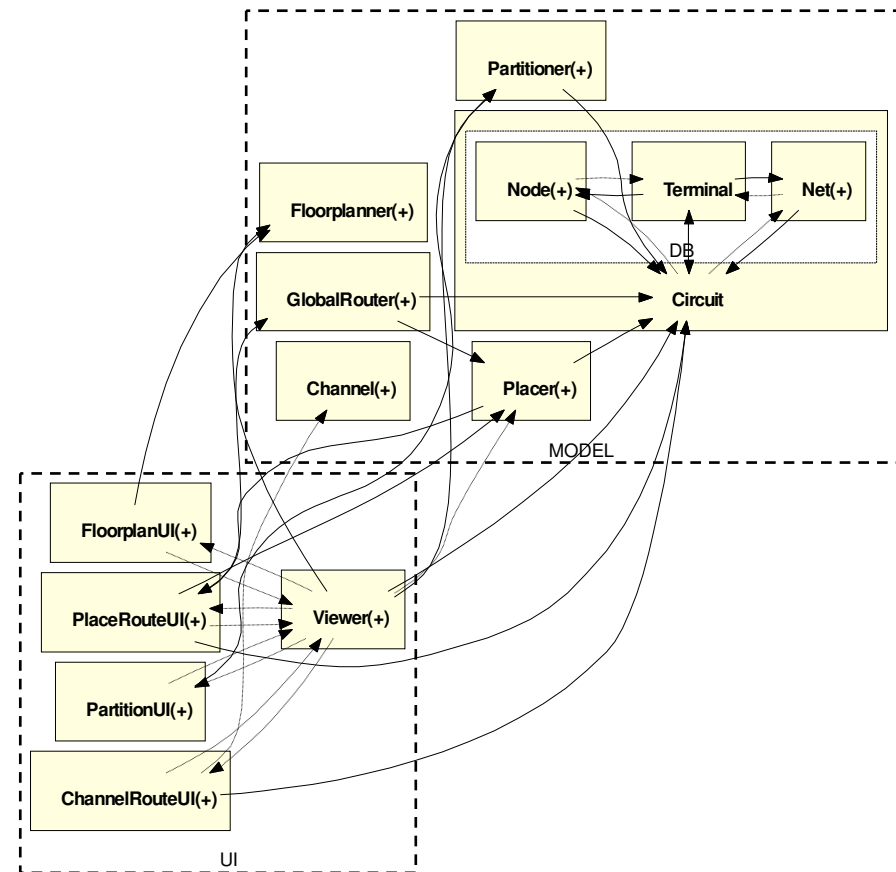 Partitioner(+)
Node(+)
Terminal
Net(+)
Floorplanner(+)
DB
GlobalRouter(+)
Circuit
Channel(+)
Placer(+)
MODEL
FloorplanUI(+)
PlaceRouteUI(+)
Viewer(+)
PartitionUI(+)
ChannelRouteUI(+)
UI